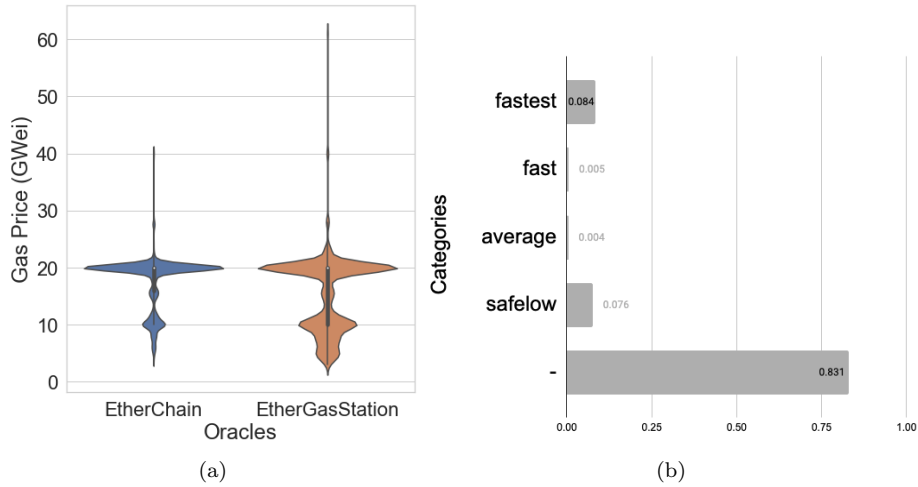 60
50
40
30
20
10
0
Gas Price (GWei)
EtherChain
EtherGasStation
Oracles
(a)
Categories
fastest
0.084
fast
0.005
average
0.004
safelow
0.076
-
0.831
0.00
0.25
0.50
0.75
1.00
(b)